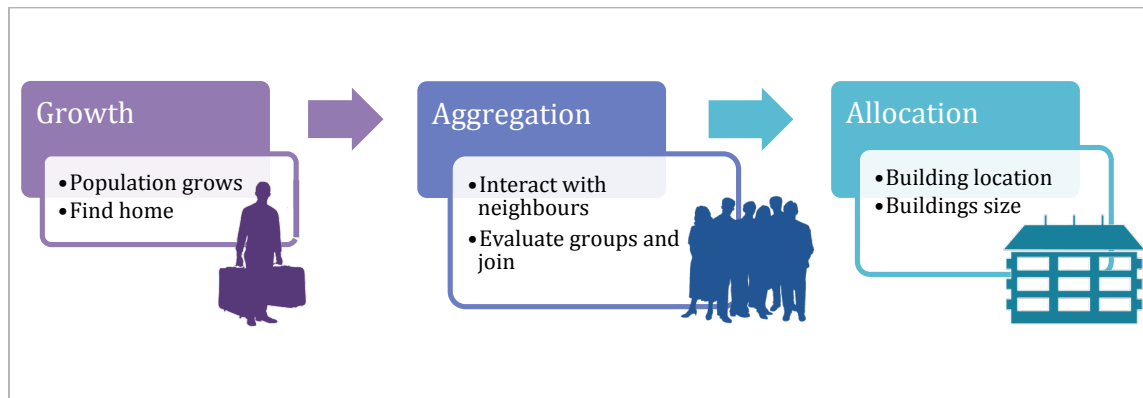 Growth
•Population grows
•Find home
Aggregation
•Interact with
neighbours
•Evaluate groups and
join
Allocation
•Building location
•Buildings size